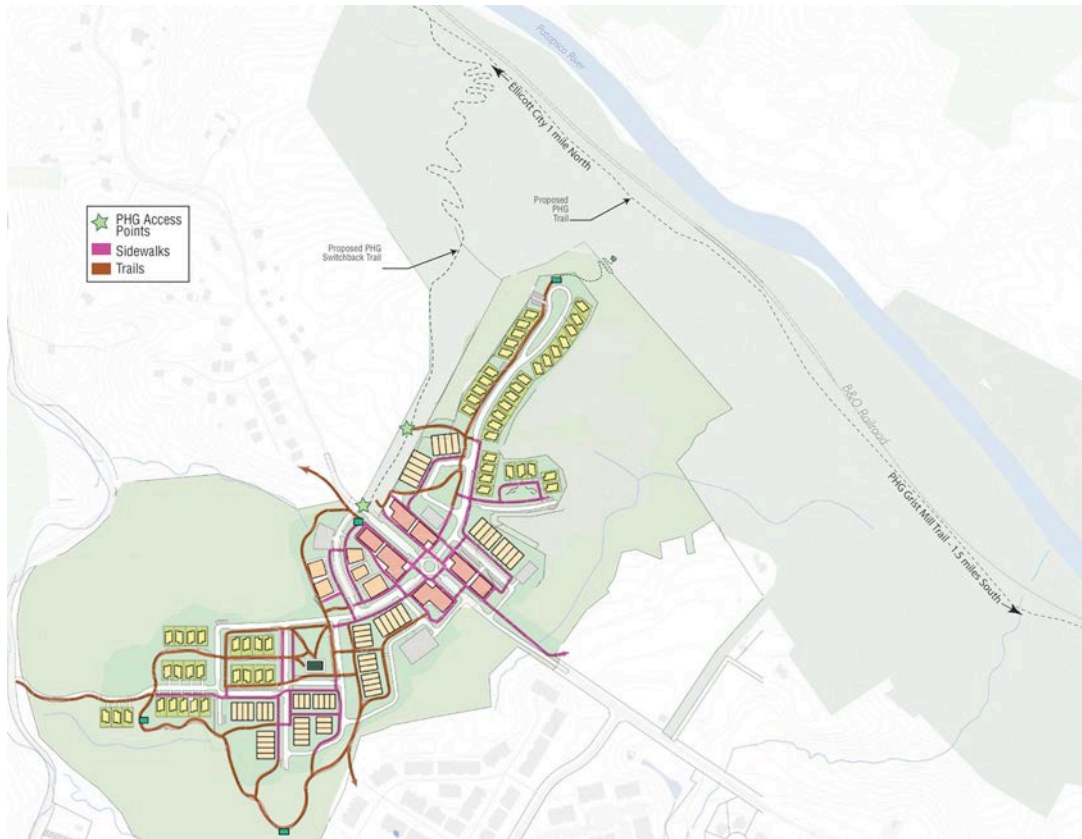 Patapsco River
Ellicott City 1 mile North
Proposed
PHG
Trail
PHG Access
Points
Sidewalks
Trails
Proposed PHG
Switchback Trail
B&O Railroad
PHG Grist Mill Trail - 1.5 miles South